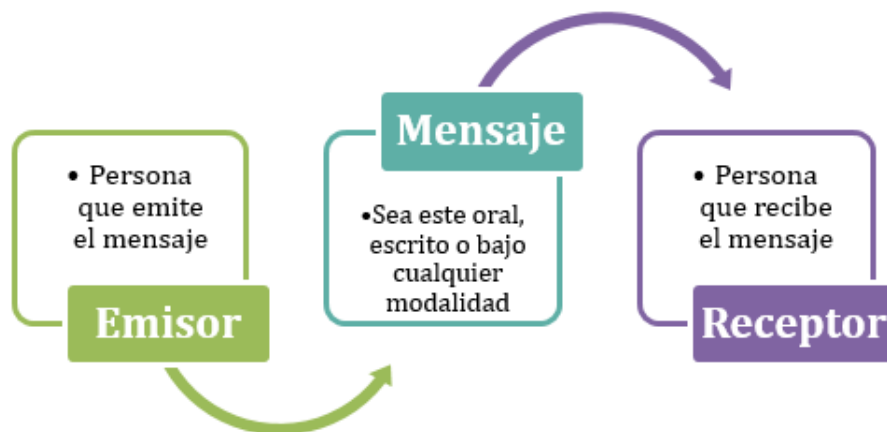 • Persona
que emite
el mensaje
Emisor
Mensaje
•Sea este oral,
escrito o bajo
cualquier
modalidad
• Persona
que recibe
el mensaje
Receptor